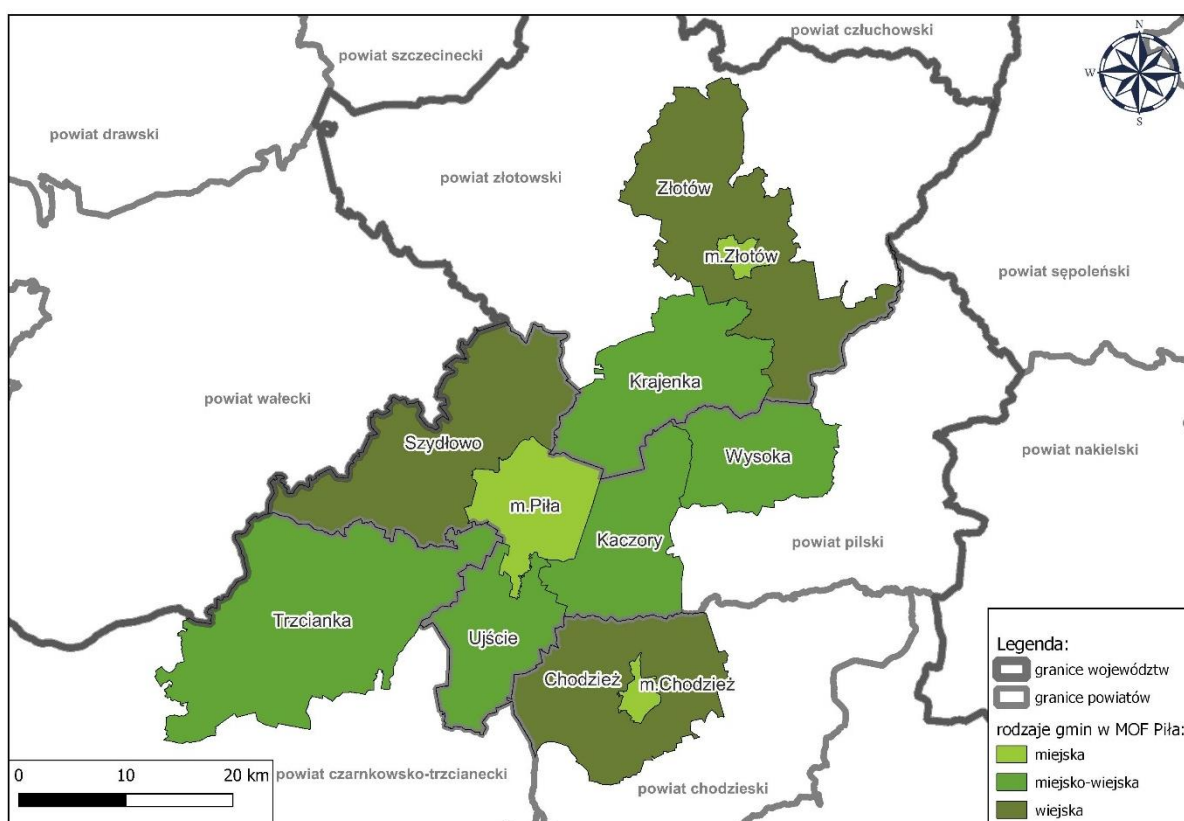 powiat szczecinecki
powiat człuchowski
N
W
E
S
powiat drawski
powiat złotowski
Złotów
m.Złotów
powiat sępoleński
Krajenka
powiat wałecki
Szydłowo
Wysoka
powiat nakielski
m.Piła
Kaczory
powiat pilski
Trzcianka
Ujście
Chodzież
m.Chodzież
powiat czarnkowsko-trzcianecki
powiat chodzieski
0 10 20 km
Legenda:
granice województw
granice powiatów
rodzaje gmin w MOF Piła:
miejska
miejsko-wiejska
wiejska